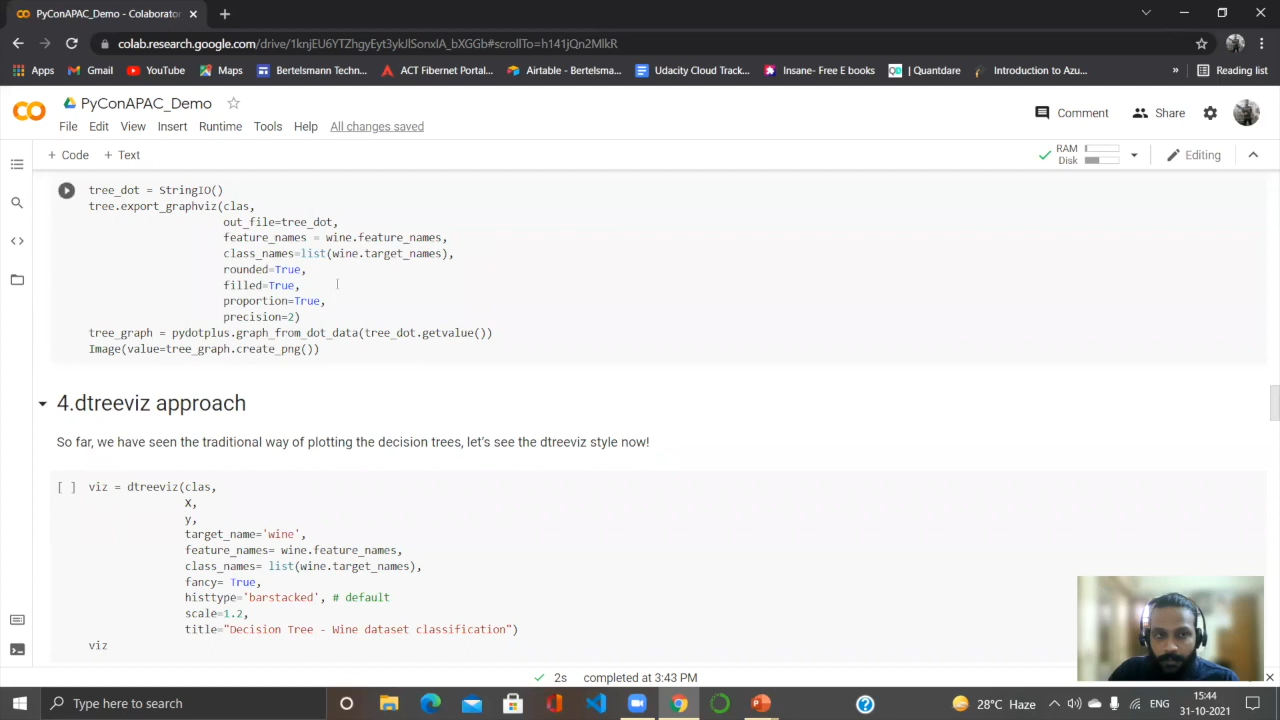 PyConAPAC_Demo - Colaborator
colab.research.google.com/drive/1knjEU6YTZhgyEyt3ykJlSonxIA_bXGGb#scrollTo=h141jQn2MlkR
Apps
Gmail
YouTube
Maps
Bertelsmann Techn...
ACT Fibernet Portal...
Airtable - Bertelsma...
Udacity Cloud Track...
Insane- Free E books
QD | Quantdare
Introduction to Azu...
»
Reading list
PyConAPAC_Demo
Comment
Share
File Edit View Insert Runtime Tools Help All changes saved
+ Code + Text
RAM
Disk
Editing
tree_dot = StringIO()
tree.export_graphviz(clas,
out_file=tree_dot,
feature_names = wine.feature_names,
class_names=list(wine.target_names),
rounded=True,
filled=True,
proportion=True,
precision=2)
tree_graph = pydotplus.graph_from_dot_data(tree_dot.getvalue())
Image(value=tree_graph.create_png())
4.dtreeviz approach
So far, we have seen the traditional way of plotting the decision trees, let's see the dtreeviz style now!
[ ] viz = dtreeviz(clas,
X,
y,
target_name='wine',
feature_names= wine.feature_names,
class_names= list(wine.target_names),
fancy= True,
histtype='barstacked', # default
scale=1.2,
title="Decision Tree - Wine dataset classification")
viz
2s completed at 3:43 PM
Type here to search
28°C Haze
ENG
15:44
31-10-2021